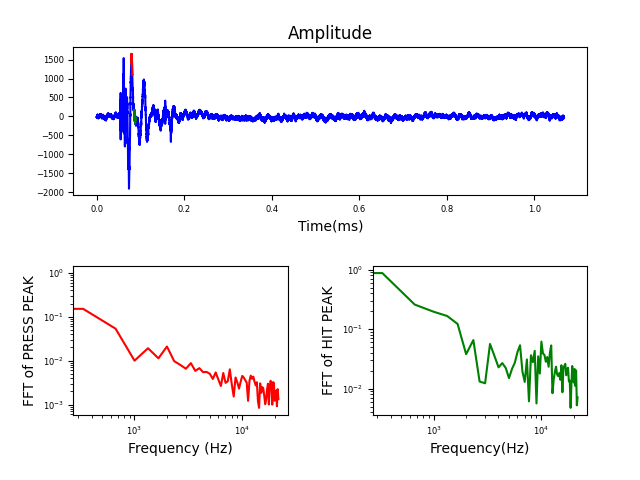 Amplitude
1500
1000
500
0
−500
−1000
−1500
−2000
0.0 0.2 0.4 0.6 0.8 1.0
Time(ms)
FFT of PRESS PEAK
10⁰
10⁻¹
10⁻²
10⁻³
10³ 10⁴
Frequency (Hz)
FFT of HIT PEAK
10⁰
10⁻¹
10⁻²
10³ 10⁴
Frequency(Hz)